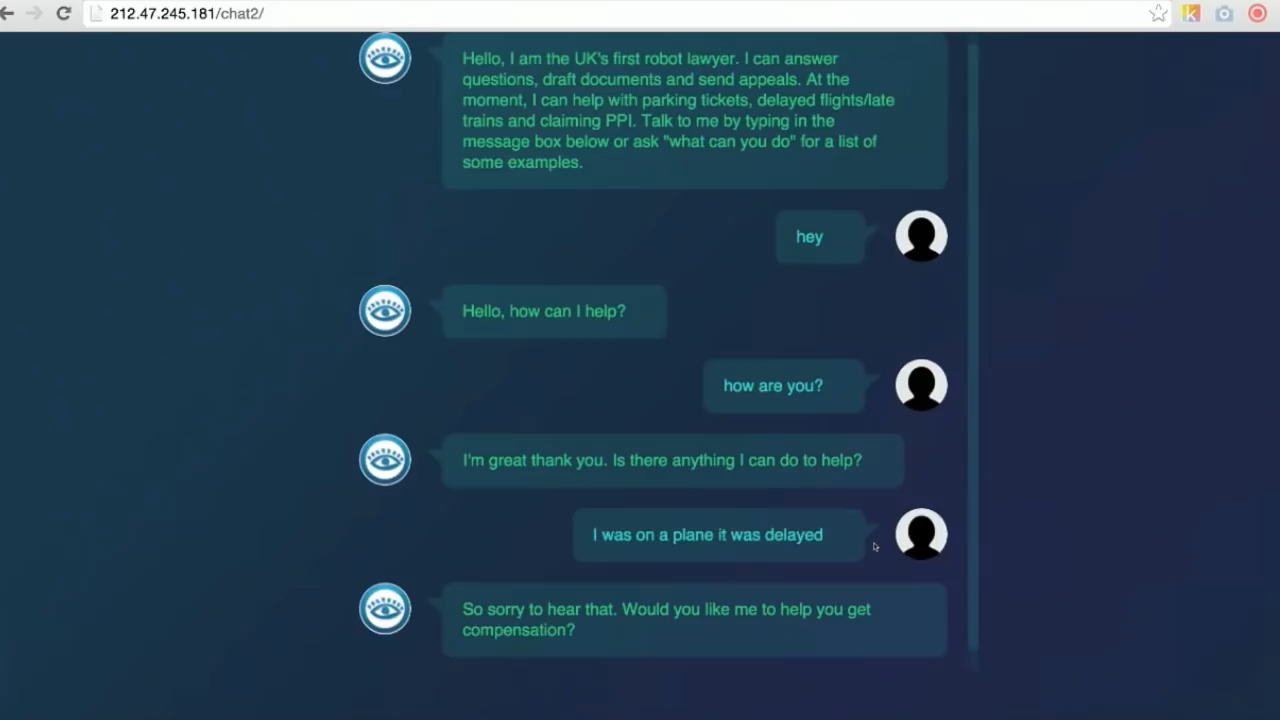 212.47.245.181/chat2/
Hello, I am the UK's first robot lawyer. I can answer
questions, draft documents and send appeals. At the
moment, I can help with parking tickets, delayed flights/late
trains and claiming PPI. Talk to me by typing in the
message box below or ask "what can you do" for a list of
some examples.
hey
Hello, how can I help?
how are you?
I'm great thank you. Is there anything I can do to help?
I was on a plane it was delayed
So sorry to hear that. Would you like me to help you get
compensation?